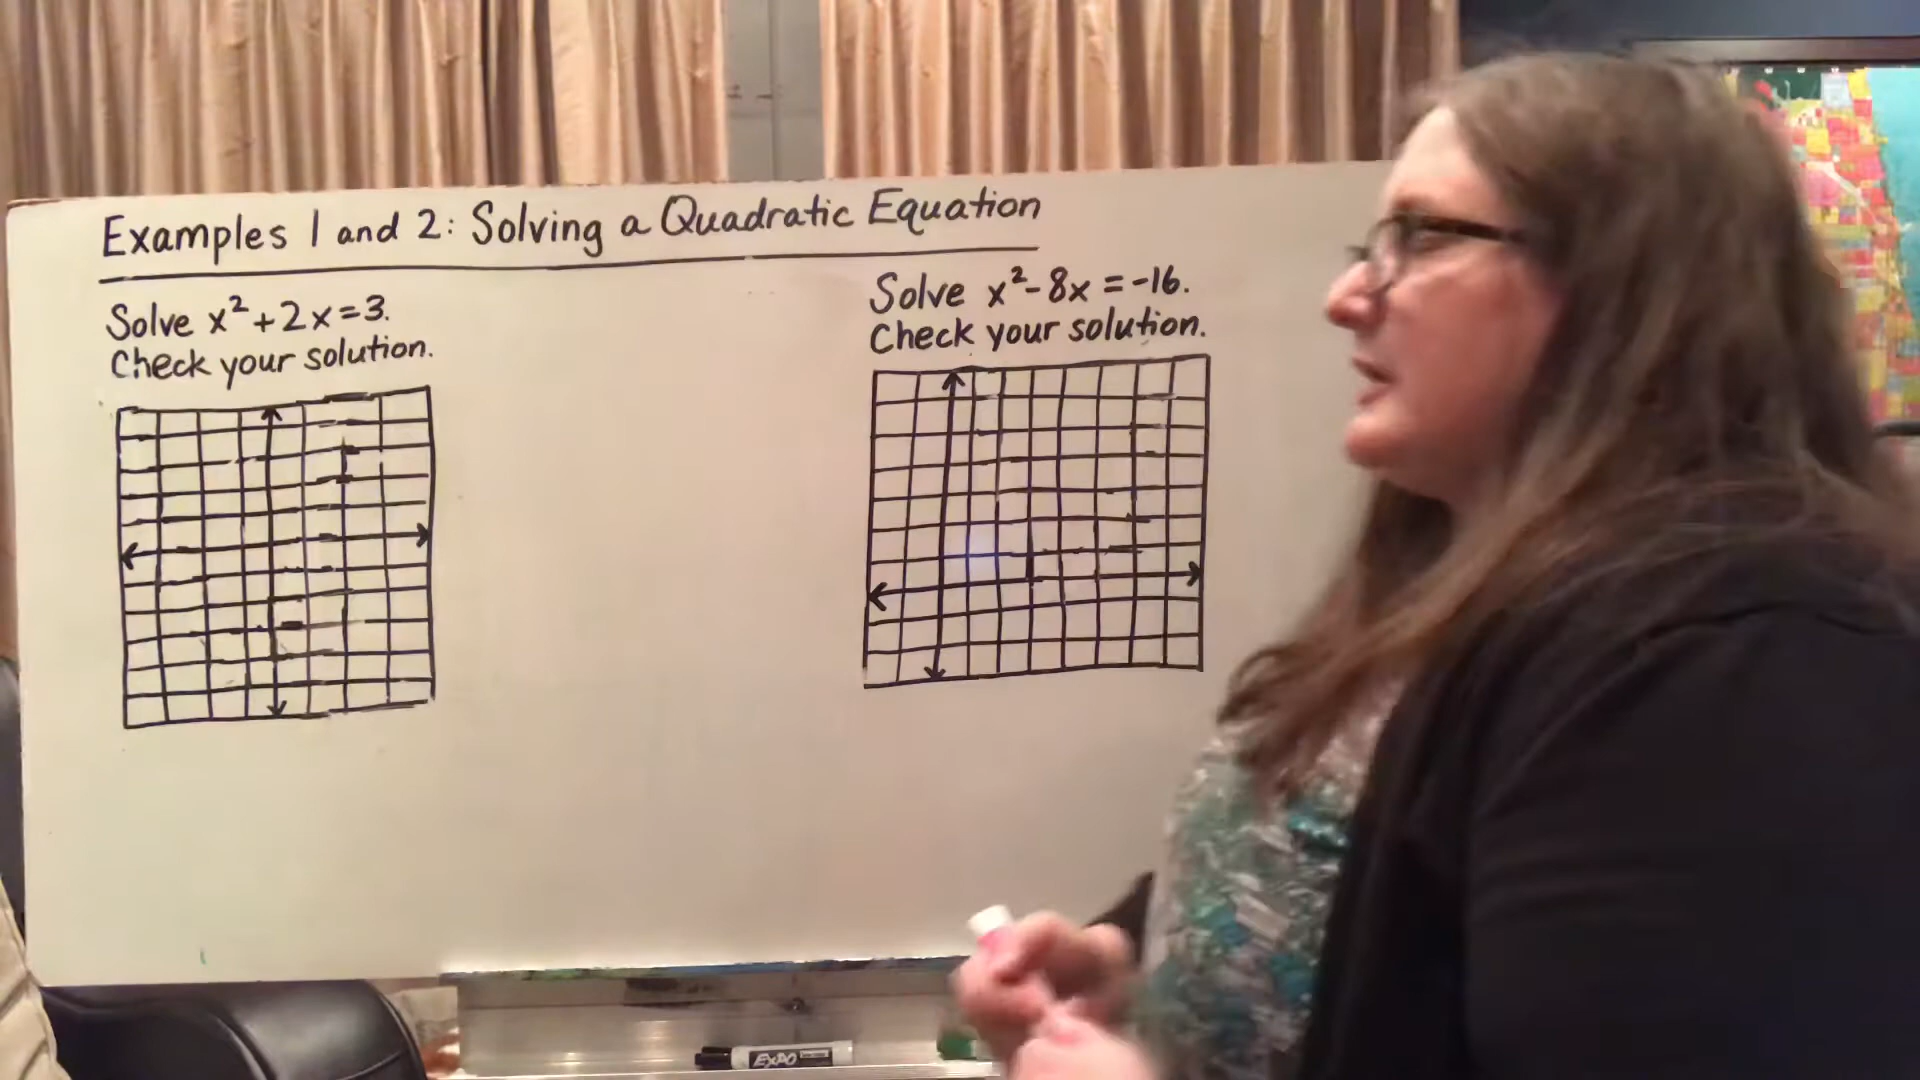 Examples 1 and 2: Solving a Quadratic Equation
Solve x²+2x=3.
Check your solution.
Solve x²-8x=-16.
Check your solution.
EXPO